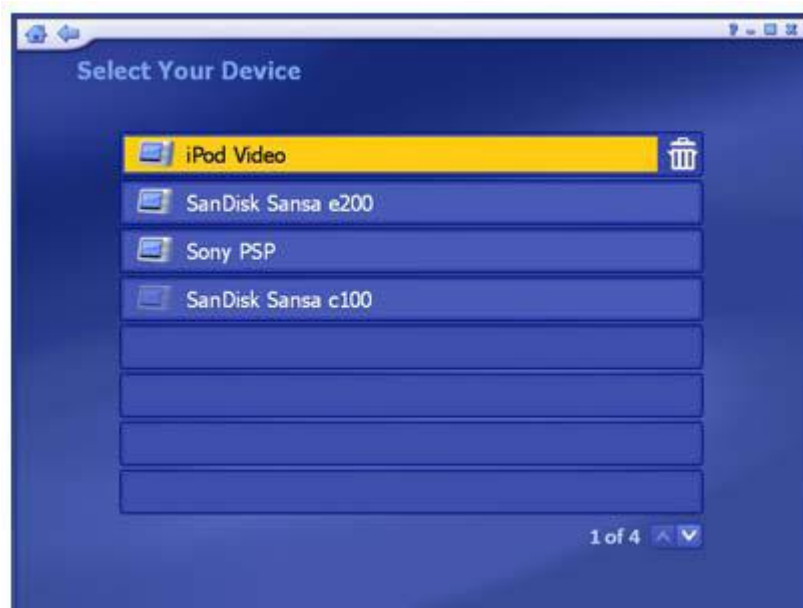 ?
Select Your Device
iPod Video
SanDisk Sansa e200
Sony PSP
SanDisk Sansa c100
1 of 4